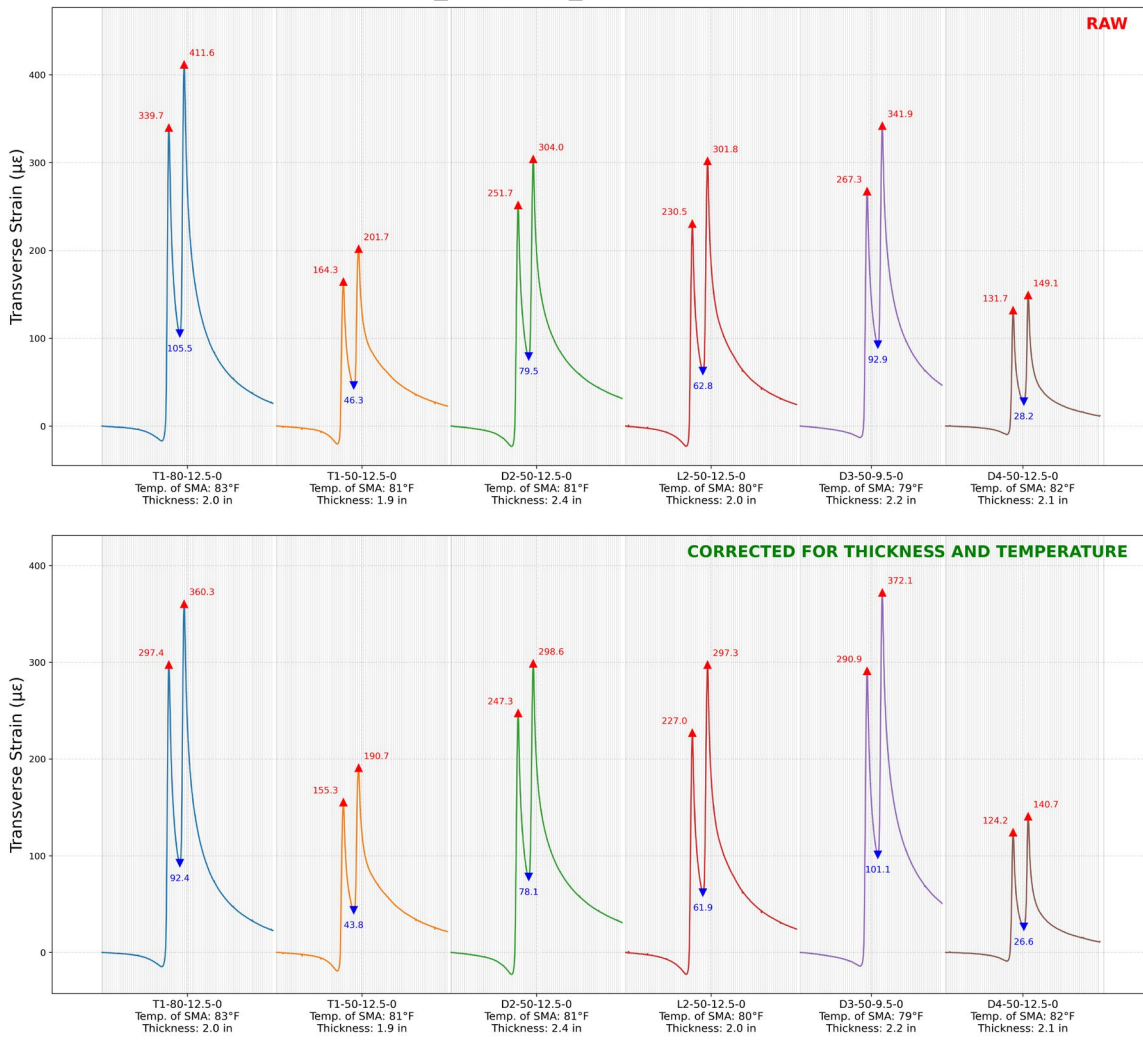 RAW
411.6
339.7
105.5
201.7
164.3
46.3
304.0
251.7
79.5
301.8
230.5
62.8
341.9
267.3
92.9
149.1
131.7
28.2
400
300
200
100
0
Transverse Strain (με)
T1-80-12.5-0
Temp. of SMA: 83°F
Thickness: 2.0 in
T1-50-12.5-0
Temp. of SMA: 81°F
Thickness: 1.9 in
D2-50-12.5-0
Temp. of SMA: 81°F
Thickness: 2.4 in
L2-50-12.5-0
Temp. of SMA: 80°F
Thickness: 2.0 in
D3-50-9.5-0
Temp. of SMA: 79°F
Thickness: 2.2 in
D4-50-12.5-0
Temp. of SMA: 82°F
Thickness: 2.1 in
CORRECTED FOR THICKNESS AND TEMPERATURE
360.3
297.4
92.4
190.7
155.3
43.8
298.6
247.3
78.1
297.3
227.0
61.9
372.1
290.9
101.1
140.7
124.2
26.6
400
300
200
100
0
Transverse Strain (με)
T1-80-12.5-0
Temp. of SMA: 83°F
Thickness: 2.0 in
T1-50-12.5-0
Temp. of SMA: 81°F
Thickness: 1.9 in
D2-50-12.5-0
Temp. of SMA: 81°F
Thickness: 2.4 in
L2-50-12.5-0
Temp. of SMA: 80°F
Thickness: 2.0 in
D3-50-9.5-0
Temp. of SMA: 79°F
Thickness: 2.2 in
D4-50-12.5-0
Temp. of SMA: 82°F
Thickness: 2.1 in